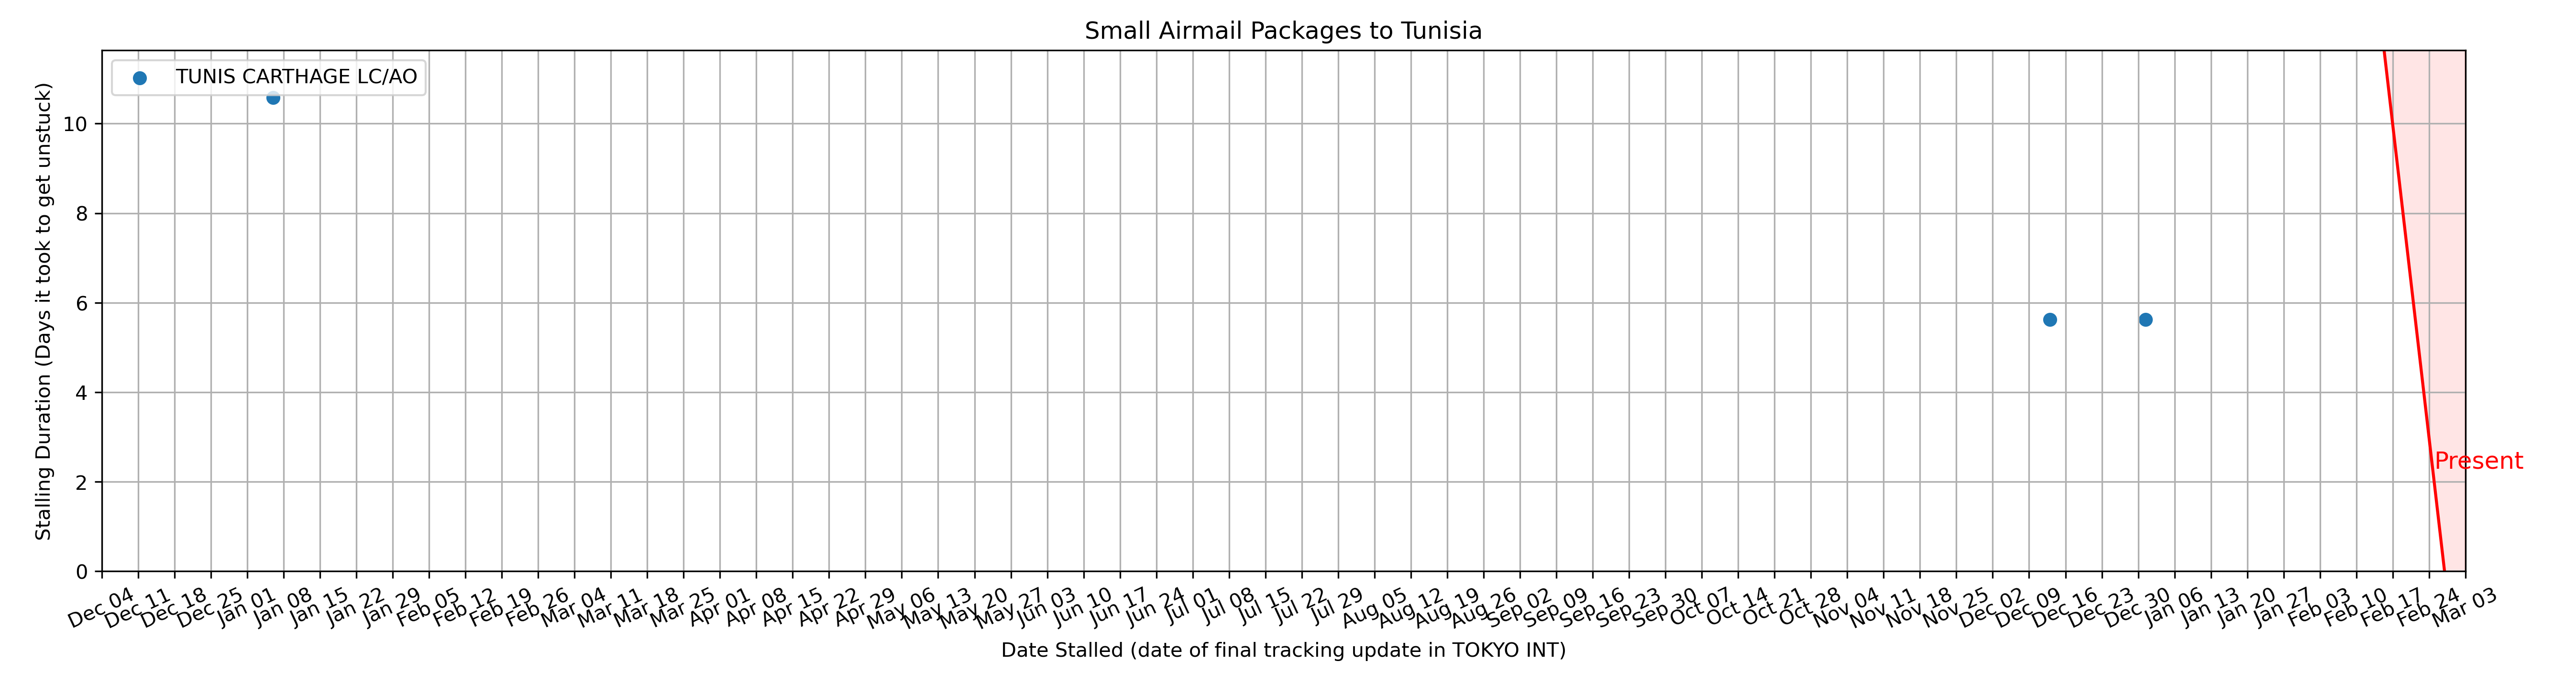 Small Airmail Packages to Tunisia
TUNIS CARTHAGE LC/AO
Stalling Duration (Days it took to get unstuck)
10
8
6
4
2
0
Present
Dec 04
Dec 11
Dec 18
Dec 25
Jan 01
Jan 08
Jan 15
Jan 22
Jan 29
Feb 05
Feb 12
Feb 19
Feb 26
Mar 04
Mar 11
Mar 18
Mar 25
Apr 01
Apr 08
Apr 15
Apr 22
Apr 29
May 06
May 13
May 20
May 27
Jun 03
Jun 10
Jun 17
Jun 24
Jul 01
Jul 08
Jul 15
Jul 22
Jul 29
Aug 05
Aug 12
Aug 19
Aug 26
Sep 02
Sep 09
Sep 16
Sep 23
Sep 30
Oct 07
Oct 14
Oct 21
Oct 28
Nov 04
Nov 11
Nov 18
Nov 25
Dec 02
Dec 09
Dec 16
Dec 23
Dec 30
Jan 06
Jan 13
Jan 20
Jan 27
Feb 03
Feb 10
Feb 17
Feb 24
Mar 03
Date Stalled (date of final tracking update in TOKYO INT)